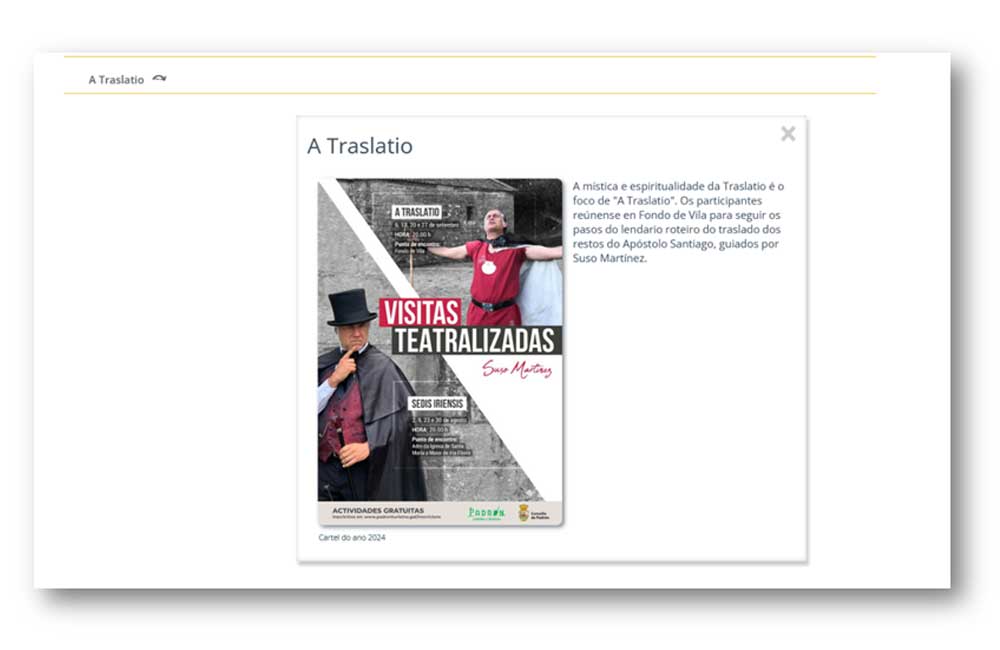 A Traslatio
A Traslatio
A mística e espiritualidade da Traslatio é o
foco de "A Traslatio". Os participantes
reúnense en Fondo de Vila para seguir os
pasos do lendario roteiro do traslado dos
restos do Apóstolo Santiago, guiados por
Suso Martínez.
A TRASLATIO
6, 13, 20 e 27 de setembro
HORA: 20.00 h
Punto de encontro:
Fondo de Vila
VISITAS
TEATRALIZADAS
Suso Martínez
SEDIS IRIENSIS
2, 9, 23 e 30 de agosto
HORA: 20.00 h
Punto de encontro:
Adro da Igrexa de Santa
María a Maior de Iria Flavia
ACTIVIDADES GRATUITAS
PADRÓN
Concello
de Padrón
Cartel do ano 2024